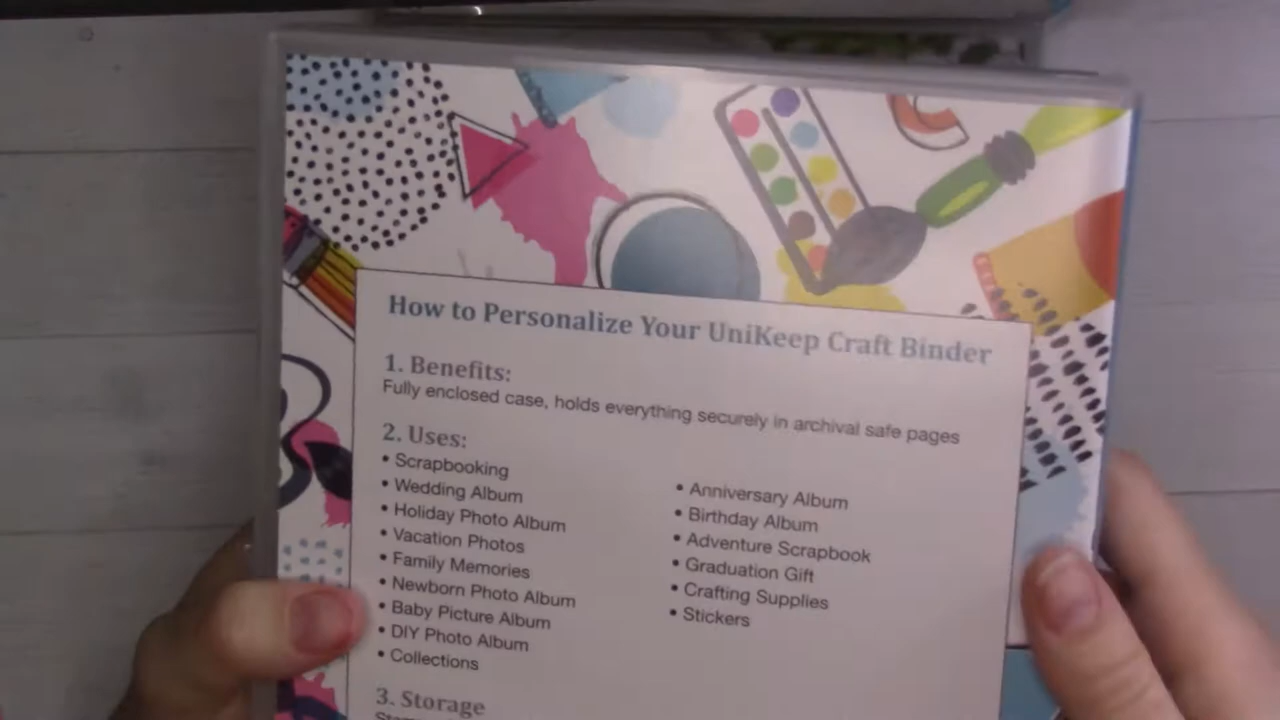 How to Personalize Your UniKeep Craft Binder
1. Benefits:
Fully enclosed case, holds everything securely in archival safe pages
2. Uses:
• Scrapbooking
• Wedding Album
• Holiday Photo Album
• Vacation Photos
• Family Memories
• Newborn Photo Album
• Baby Picture Album
• DIY Photo Album
• Collections
• Anniversary Album
• Birthday Album
• Adventure Scrapbook
• Graduation Gift
• Crafting Supplies
• Stickers
3. Storage